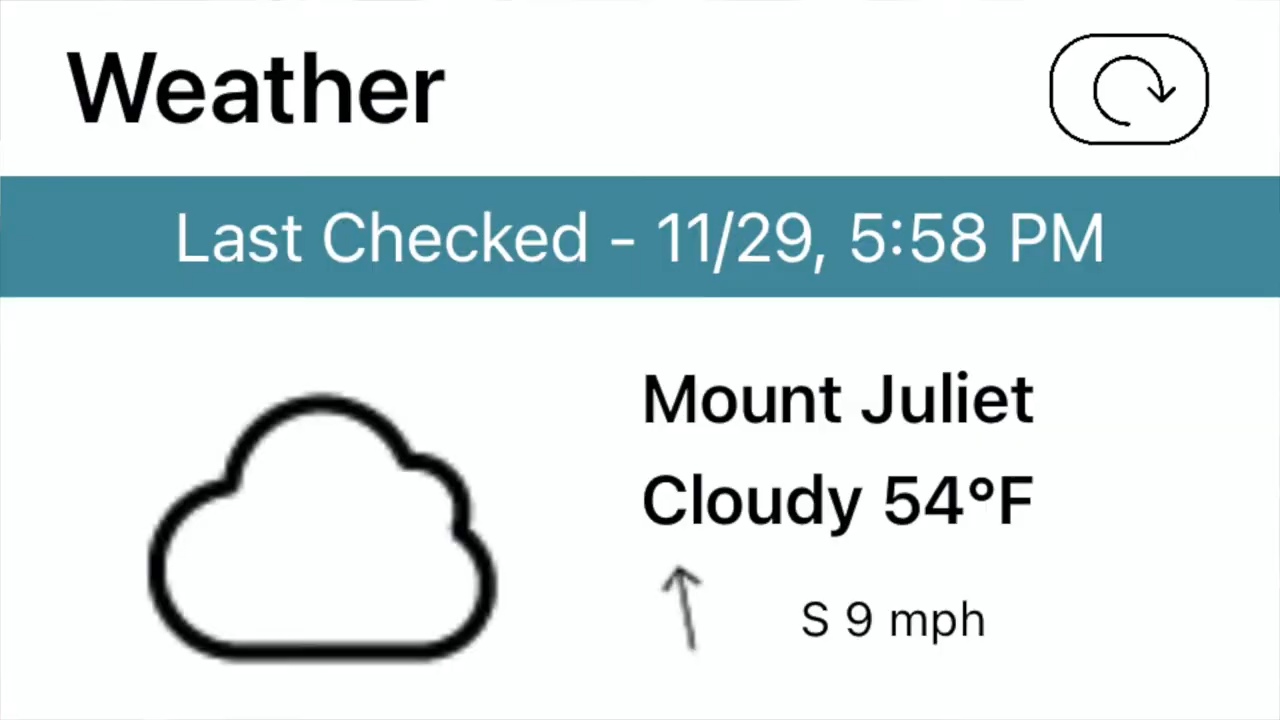 Weather
Last Checked - 11/29, 5:58 PM
Mount Juliet
Cloudy 54°F
S 9 mph